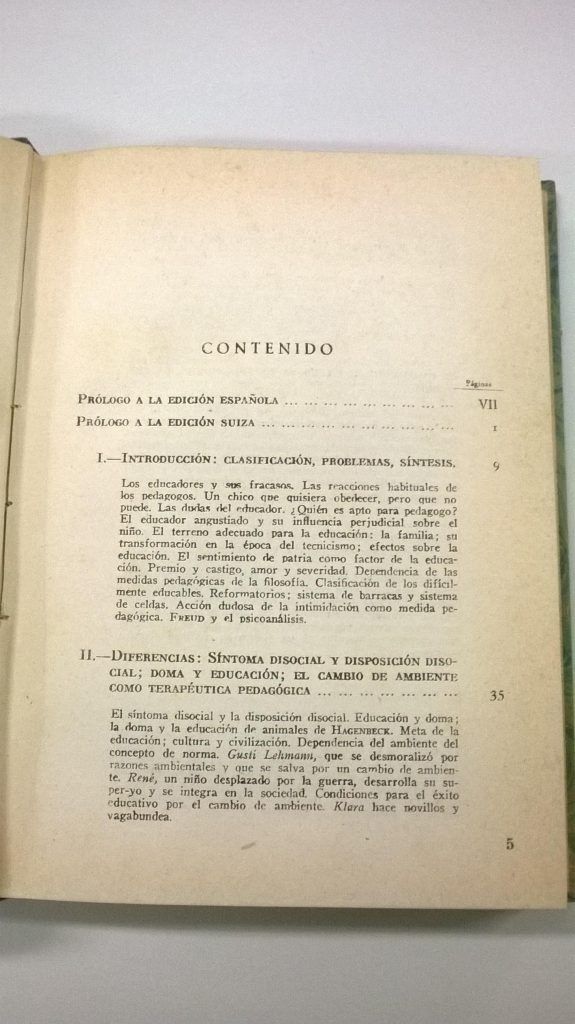 CONTENIDO
Páginas
PRÓLOGO A LA EDICIÓN ESPAÑOLA ... ... ... ... ... ... ... ... ... VII
PRÓLOGO A LA EDICIÓN SUIZA ... ... ... ... ... ... ... ... ... ... 1
I.—INTRODUCCIÓN: CLASIFICACIÓN, PROBLEMAS, SÍNTESIS. 9
Los educadores y sus fracasos. Las reacciones habituales de
los pedagogos. Un chico que quisiera obedecer, pero que no
puede. Las dudas del educador. ¿Quién es apto para pedagogo?
El educador angustiado y su influencia perjudicial sobre el
niño. El terreno adecuado para la educación: la familia; su
transformación en la época del tecnicismo; efectos sobre la
educación. El sentimiento de patria como factor de la educa-
ción. Premio y castigo, amor y severidad. Dependencia de las
medidas pedagógicas de la filosofía. Clasificación de los difícil-
mente educables. Reformatorios; sistema de barracas y sistema
de celdas. Acción dudosa de la intimidación como medida pe-
dagógica. FREUD y el psicoanálisis.
II.—DIFERENCIAS: SÍNTOMA DISOCIAL Y DISPOSICIÓN DISO-
CIAL; DOMA Y EDUCACIÓN; EL CAMBIO DE AMBIENTE
COMO TERAPÉUTICA PEDAGÓGICA ... ... ... ... ... ... ... 35
El síntoma disocial y la disposición disocial. Educación y doma;
la doma y la educación de animales de HAGENBECK. Meta de la
educación; cultura y civilización. Dependencia del ambiente del
concepto de norma. Gusti Lehmann, que se desmoralizó por
razones ambientales y que se salva por un cambio de ambien-
te. René, un niño desplazado por la guerra, desarrolla su su-
per-yo y se integra en la sociedad. Condiciones para el éxito
educativo por el cambio de ambiente. Klara hace novillos y
vagabundea.
5